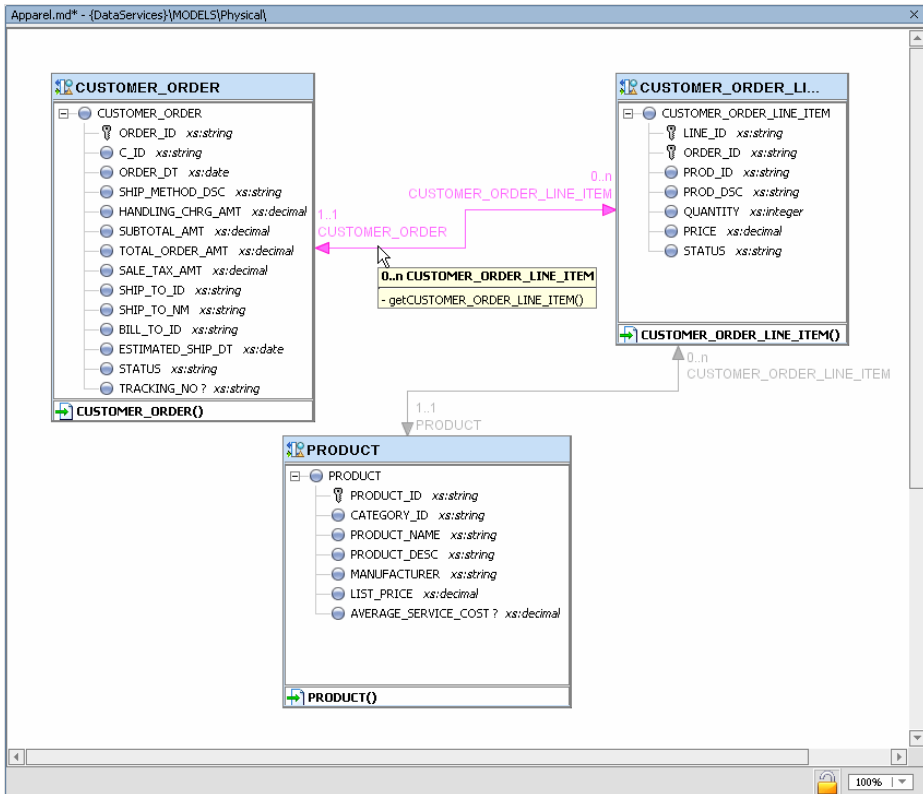 Apparel.md* - {DataServices}\MODELS\Physical\
CUSTOMER_ORDER
CUSTOMER_ORDER
ORDER_ID xs:string
C_ID xs:string
ORDER_DT xs:date
SHIP_METHOD_DSC xs:string
HANDLING_CHRG_AMT xs:decimal
SUBTOTAL_AMT xs:decimal
TOTAL_ORDER_AMT xs:decimal
SALE_TAX_AMT xs:decimal
SHIP_TO_ID xs:string
SHIP_TO_NM xs:string
BILL_TO_ID xs:string
ESTIMATED_SHIP_DT xs:date
STATUS xs:string
TRACKING_NO ? xs:string
CUSTOMER_ORDER()
1..1
CUSTOMER_ORDER
0..n
CUSTOMER_ORDER_LINE_ITEM
0..n CUSTOMER_ORDER_LINE_ITEM
- getCUSTOMER_ORDER_LINE_ITEM()
CUSTOMER_ORDER_LI...
CUSTOMER_ORDER_LINE_ITEM
LINE_ID xs:string
ORDER_ID xs:string
PROD_ID xs:string
PROD_DSC xs:string
QUANTITY xs:integer
PRICE xs:decimal
STATUS xs:string
CUSTOMER_ORDER_LINE_ITEM()
0..n
CUSTOMER_ORDER_LINE_ITEM
1..1
PRODUCT
PRODUCT
PRODUCT
PRODUCT_ID xs:string
CATEGORY_ID xs:string
PRODUCT_NAME xs:string
PRODUCT_DESC xs:string
MANUFACTURER xs:string
LIST_PRICE xs:decimal
AVERAGE_SERVICE_COST ? xs:decimal
PRODUCT()
100%